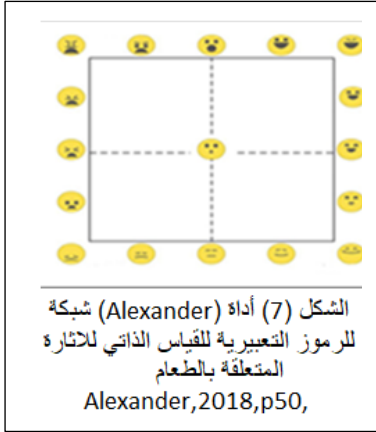 الشكل (7) أداة (Alexander) شبكة
للرموز التعبيرية للقياس الذاتي للاثارة
المتعلقة بالطعام
Alexander,2018,p50,